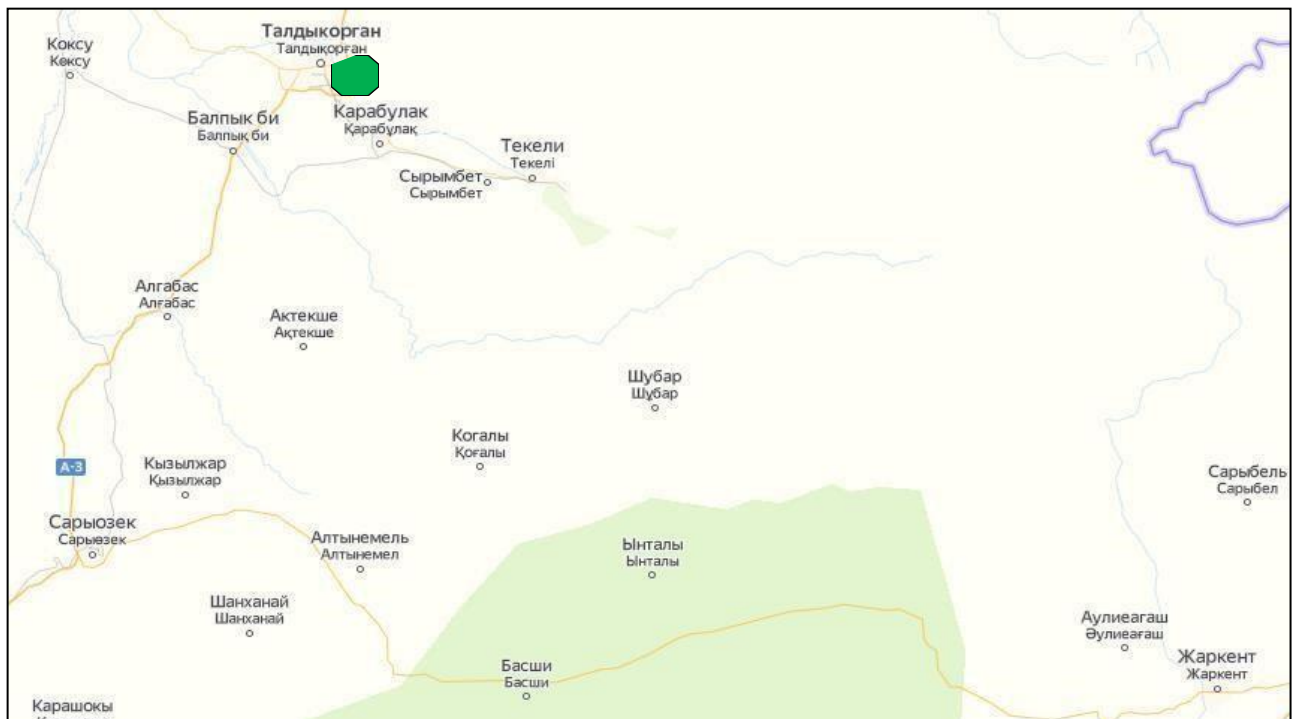 Талдыкорган
Талдықорған
Коксу
Көксу
Балпык би
Балпық би
Карабулак
Қарабұлақ
Текели
Текелі
Сырымбет
Сырымбет
Алгабас
Алғабас
Актекше
Ақтекше
Шубар
Шұбар
Когалы
Қоғалы
А-3
Кызылжар
Қызылжар
Сарыбель
Сарыбел
Сарыозек
Сарыөзек
Алтынемель
Алтынемел
Ынталы
Ынталы
Шанханай
Шанханай
Аулиеагаш
Әулиеағаш
Басши
Басши
Жаркент
Жаркент
Карашокы